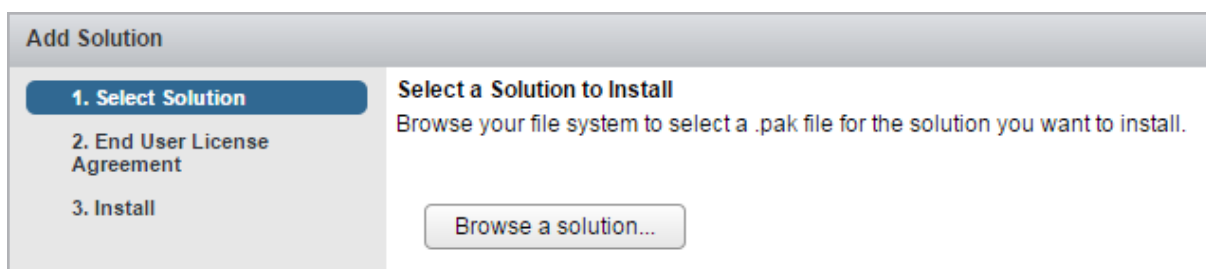 Add Solution
1. Select Solution
2. End User License
Agreement
3. Install
Select a Solution to Install
Browse your file system to select a .pak file for the solution you want to install.
Browse a solution...